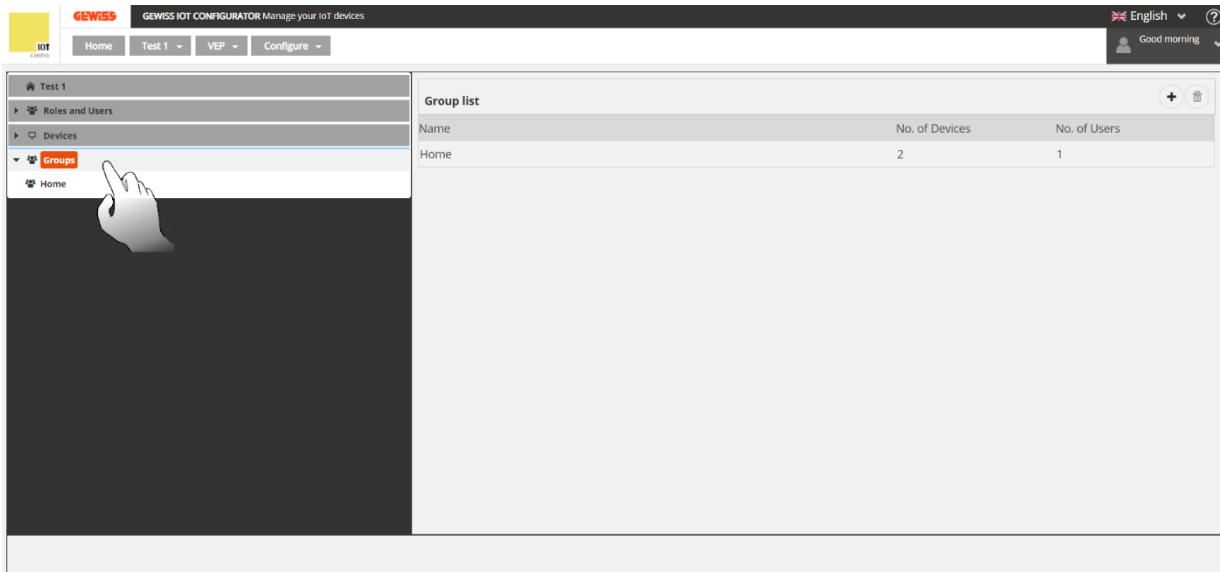 GEWISS GEWISS IOT CONFIGURATOR Manage your IoT devices English ?
IOT
CONFIG
Home Test 1 VEP Configure Good morning
Test 1
Roles and Users
Devices
Groups
Home
Group list +
Name No. of Devices No. of Users
Home 2 1